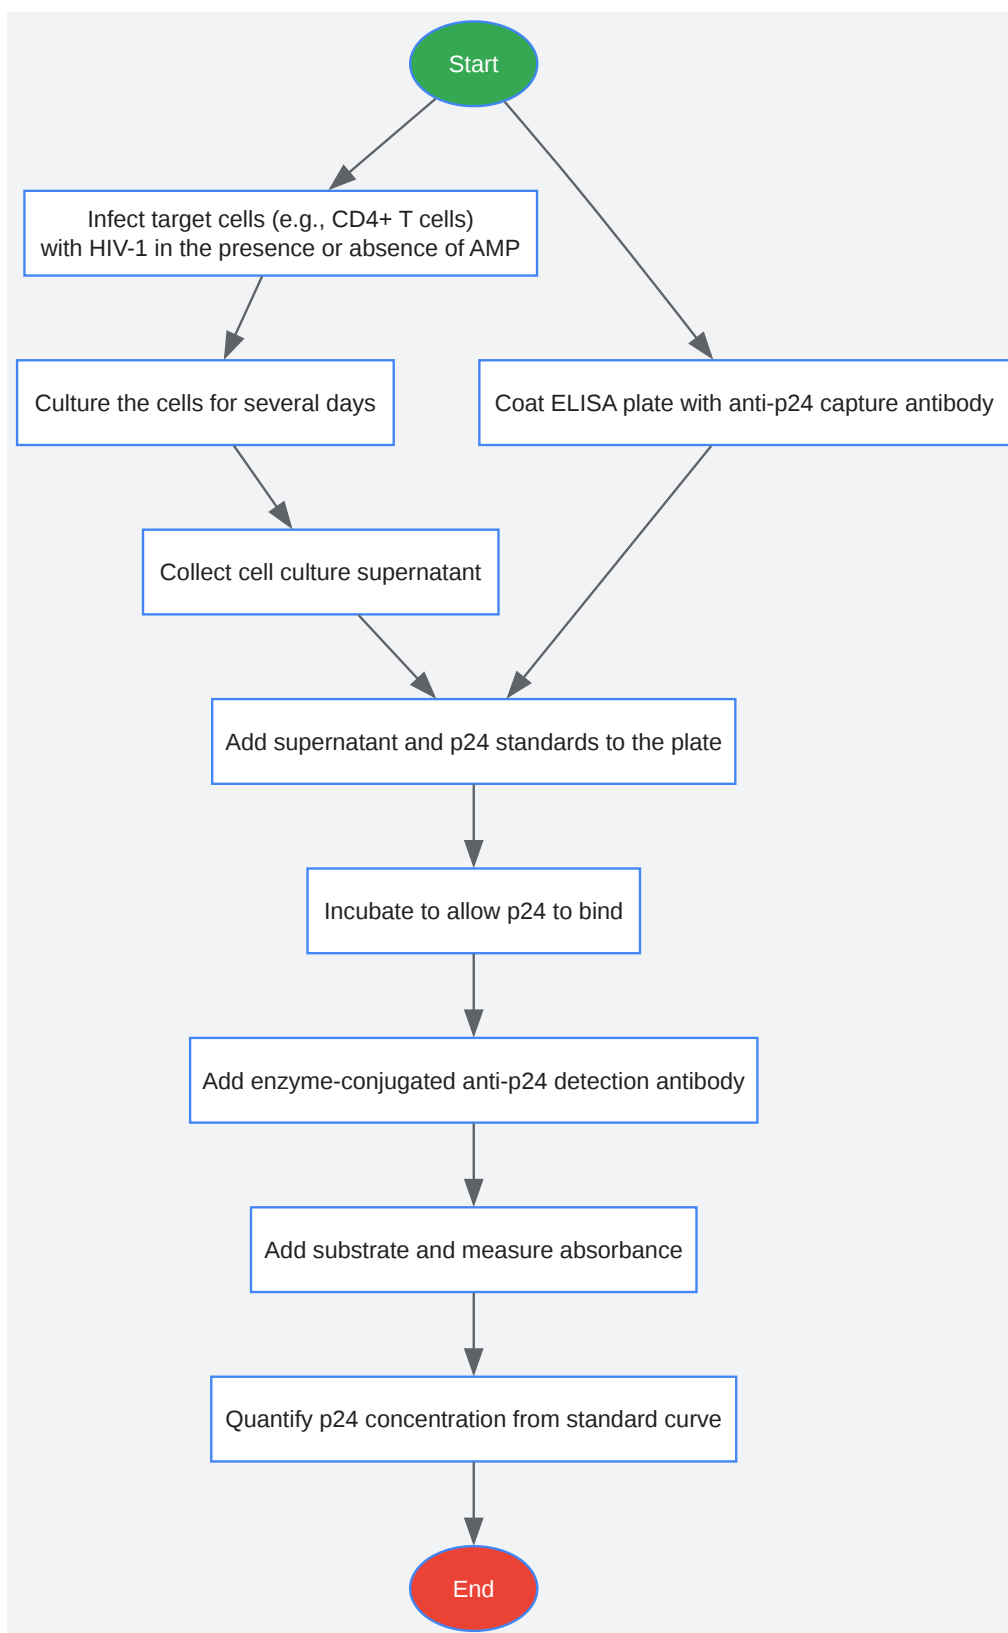 Start
Infect target cells (e.g., CD4+ T cells)
with HIV-1 in the presence or absence of AMP
Culture the cells for several days
Coat ELISA plate with anti-p24 capture antibody
Collect cell culture supernatant
Add supernatant and p24 standards to the plate
Incubate to allow p24 to bind
Add enzyme-conjugated anti-p24 detection antibody
Add substrate and measure absorbance
Quantify p24 concentration from standard curve
End